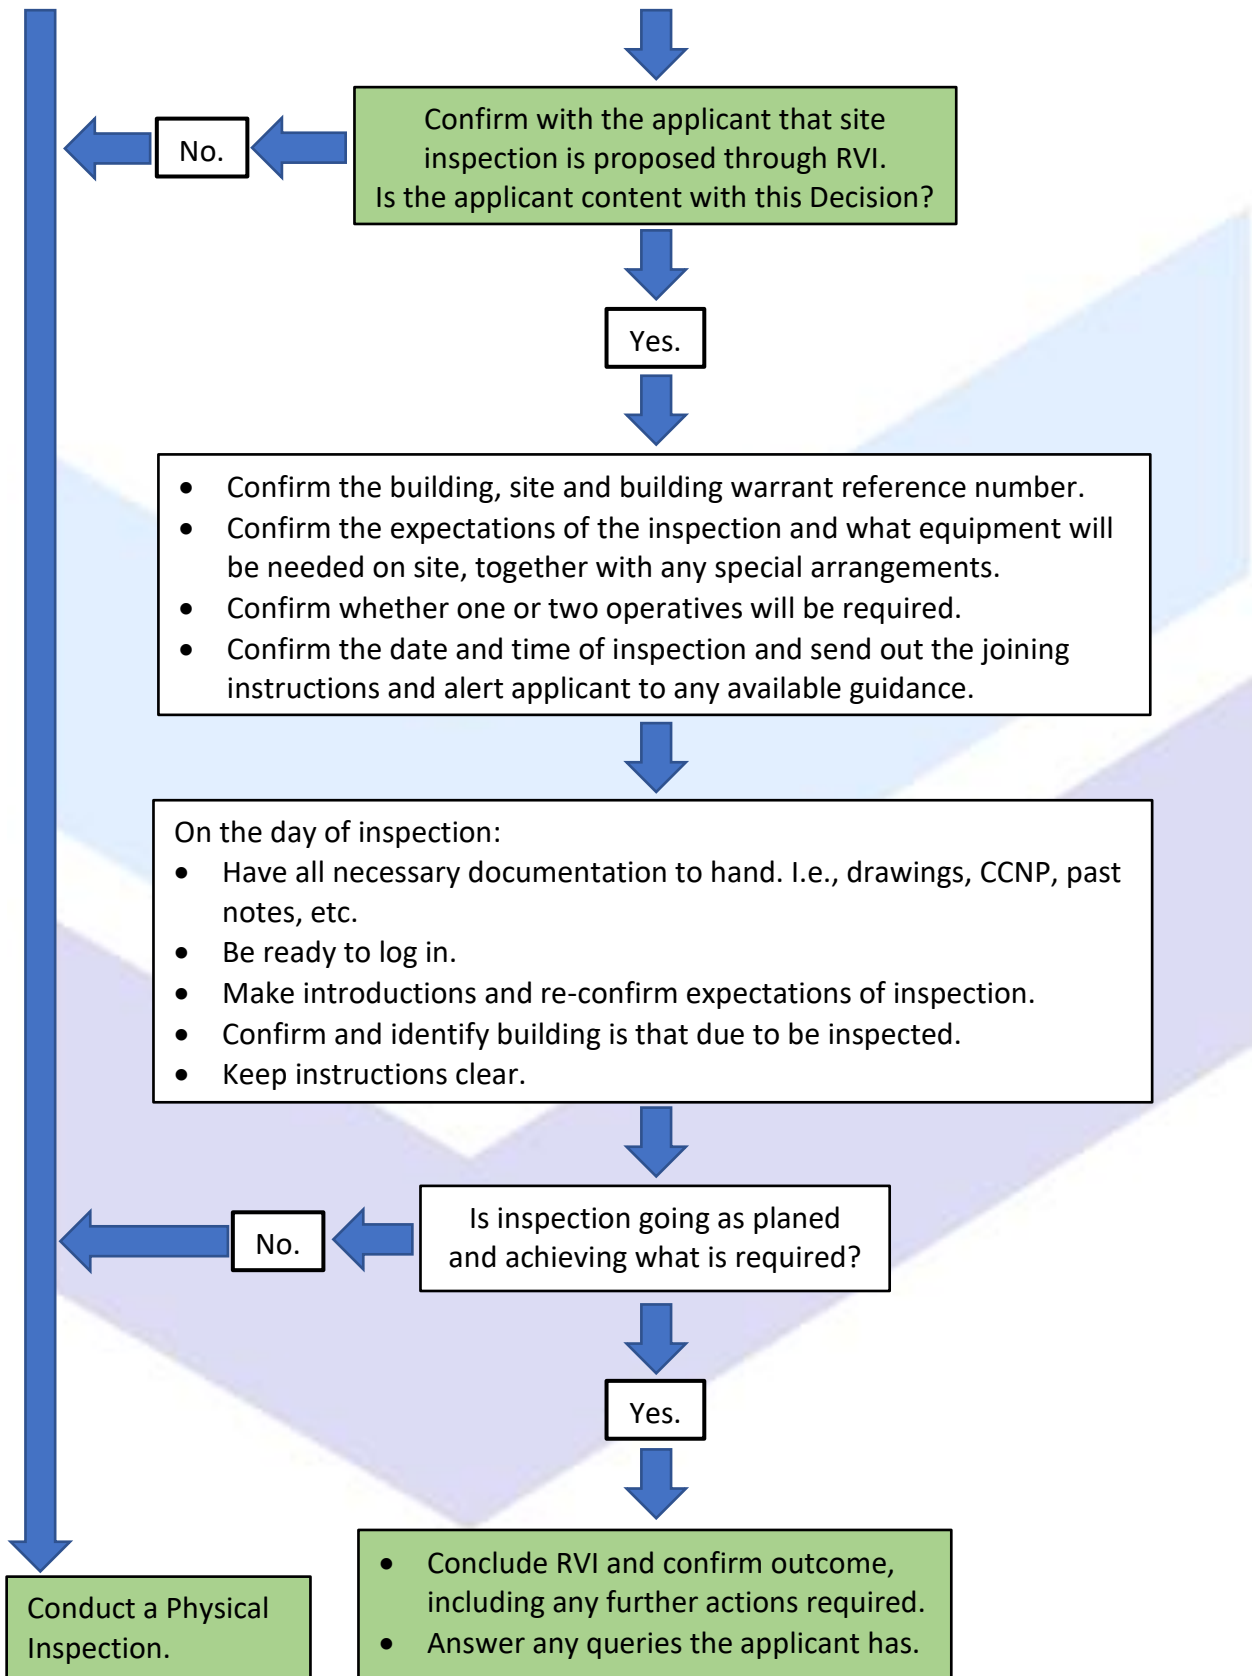 Confirm with the applicant that site
inspection is proposed through RVI.
Is the applicant content with this Decision?
No.
Yes.
• Confirm the building, site and building warrant reference number.
• Confirm the expectations of the inspection and what equipment will
be needed on site, together with any special arrangements.
• Confirm whether one or two operatives will be required.
• Confirm the date and time of inspection and send out the joining
instructions and alert applicant to any available guidance.
On the day of inspection:
• Have all necessary documentation to hand. I.e., drawings, CCNP, past
notes, etc.
• Be ready to log in.
• Make introductions and re-confirm expectations of inspection.
• Confirm and identify building is that due to be inspected.
• Keep instructions clear.
Is inspection going as planed
and achieving what is required?
No.
Yes.
Conduct a Physical
Inspection.
• Conclude RVI and confirm outcome,
including any further actions required.
• Answer any queries the applicant has.